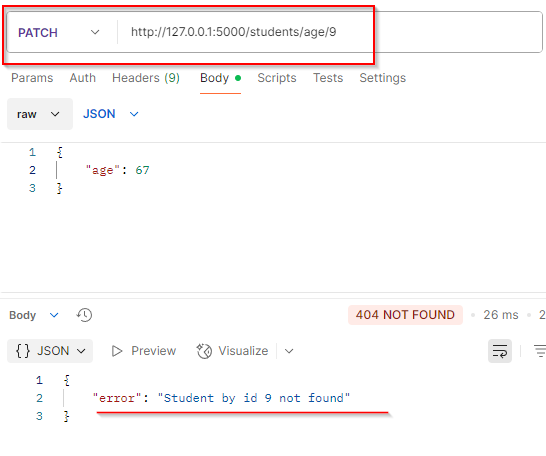 PATCH http://127.0.0.1:5000/students/age/9
Params Auth Headers (9) Body Scripts Tests Settings
raw JSON
1 {
2 "age": 67
3 }
Body 404 NOT FOUND 26 ms 2
{} JSON Preview Visualize
1 {
2 "error": "Student by id 9 not found"
3 }